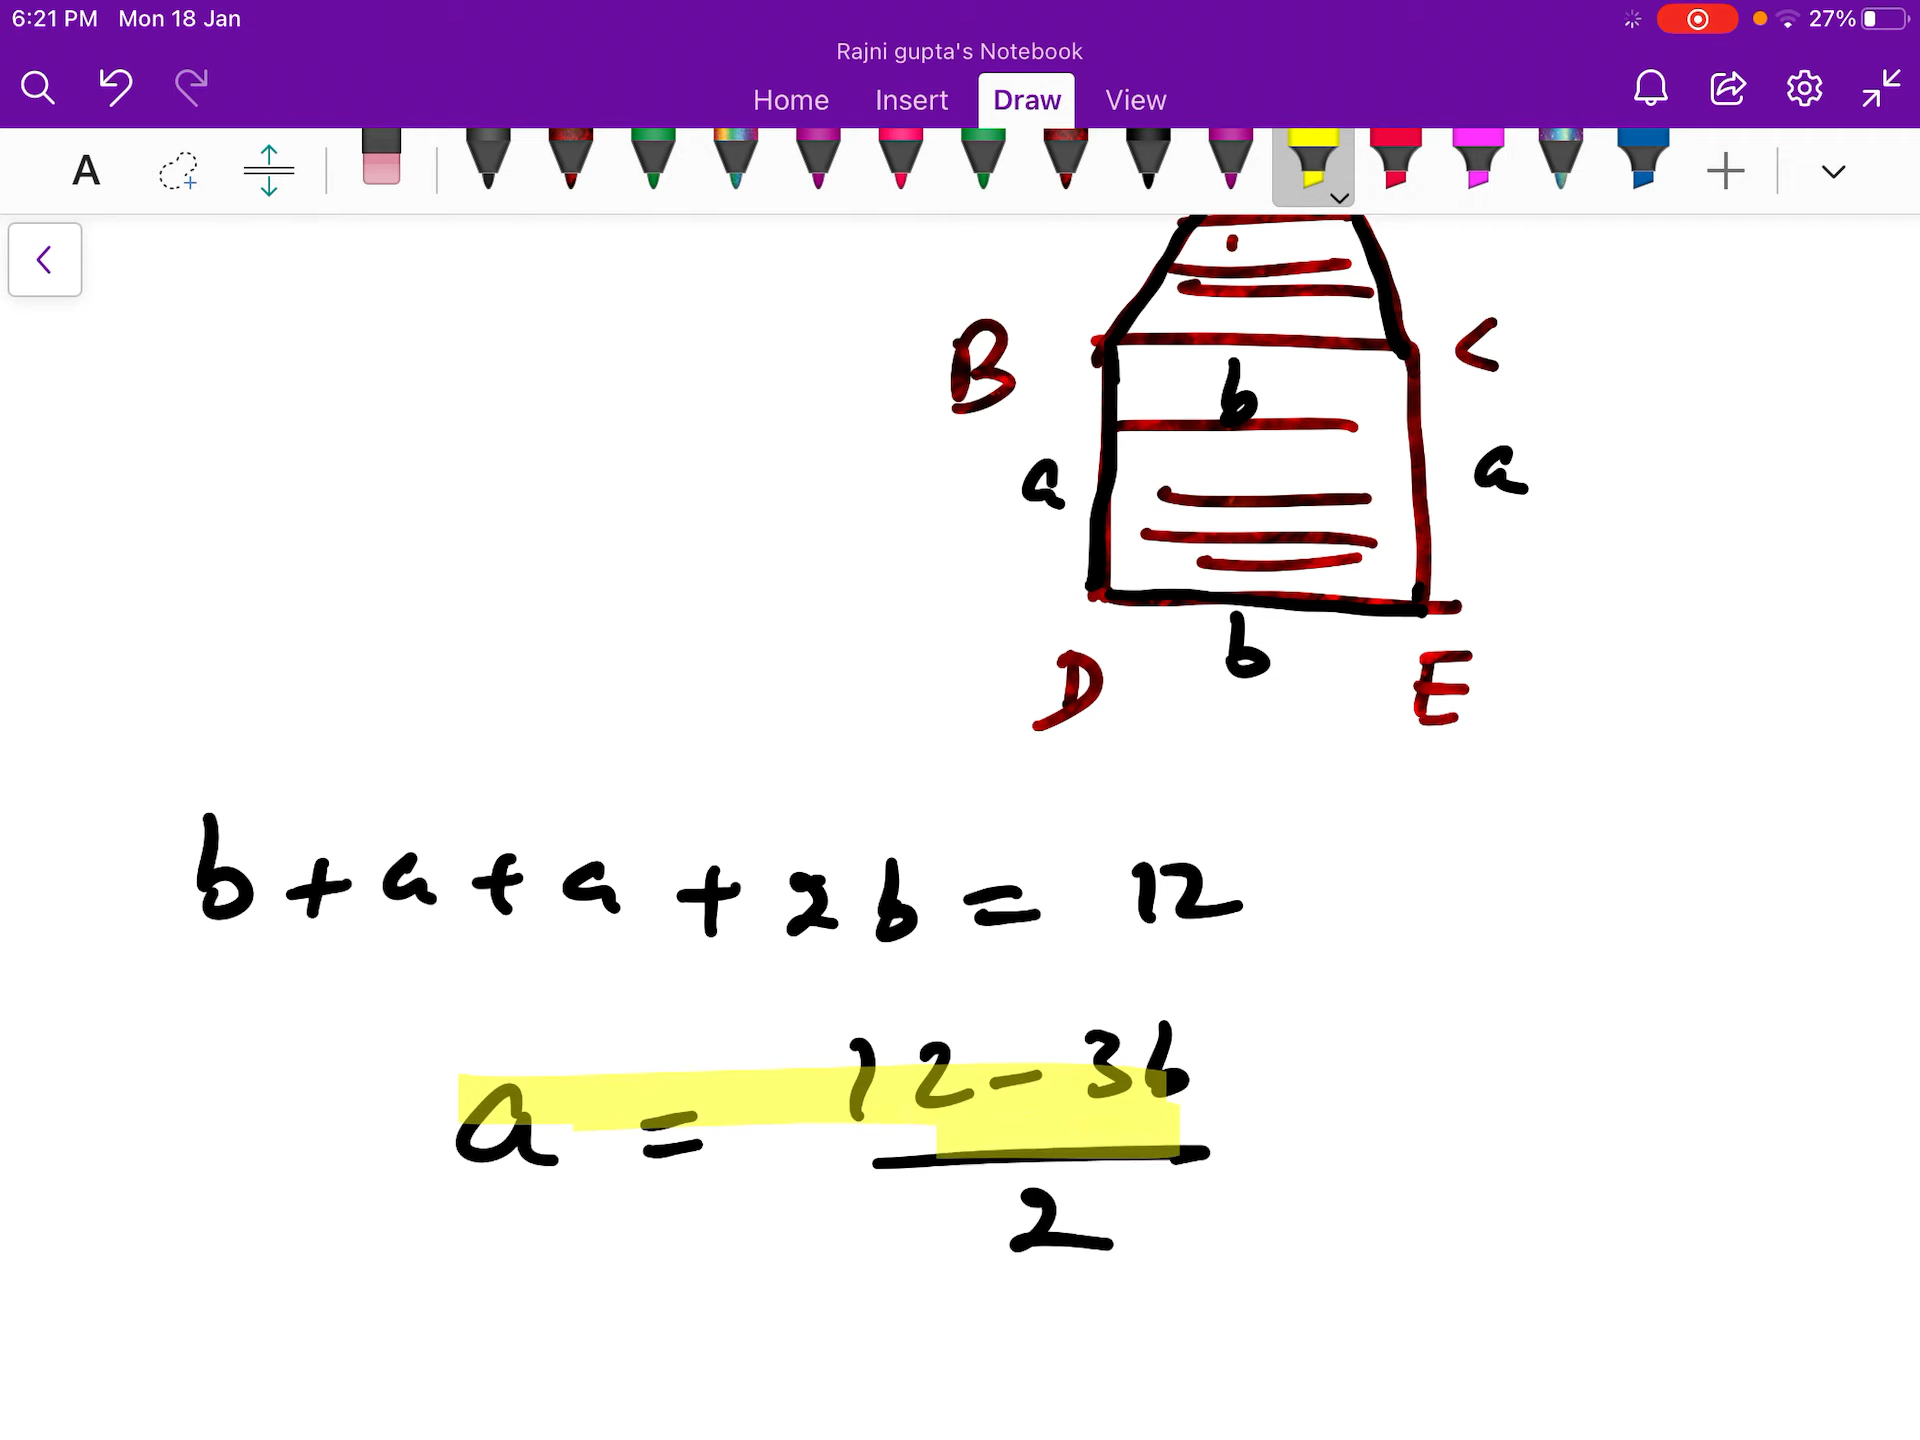 6:21 PM Mon 18 Jan 27%
Rajni gupta's Notebook
Home Insert Draw View
A
B C
b
a a
b
D E
b + a + a + 2b = 12
a = 12 - 3b
2